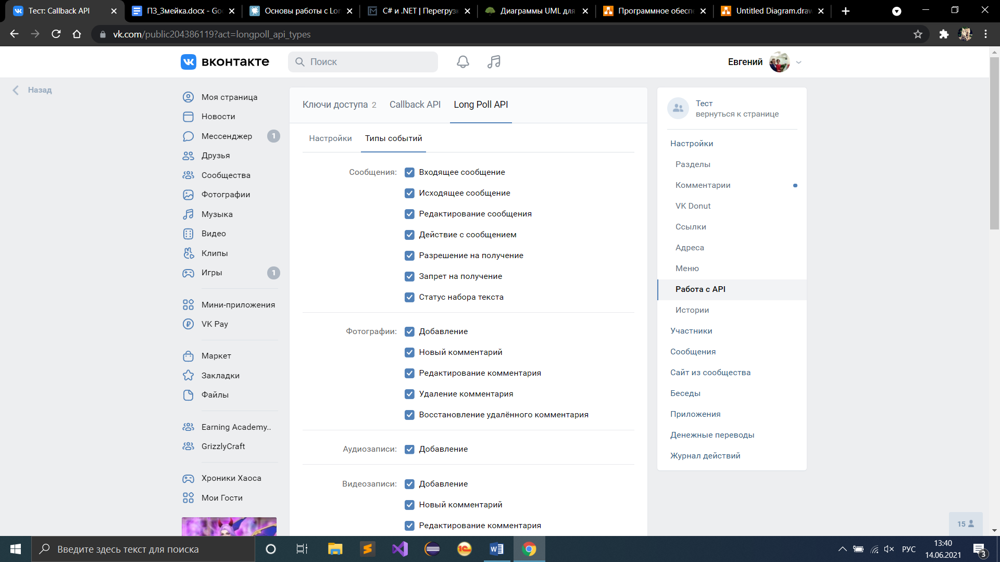 Тест: Callback API
ПЗ_Змейка.docx - Goo
Основы работы с Lon
C# и .NET | Перегрузк
Диаграммы UML для
Программное обеспе
Untitled Diagram.draw
vk.com/public204386119?act=longpoll_api_types
вконтакте
Поиск
Евгений
Назад
Моя страница
Новости
Мессенджер 1
Друзья
Сообщества
Фотографии
Музыка
Видео
Клипы
Игры 1
Мини-приложения
VK Pay
Маркет
Закладки
Файлы
Earning Academy..
GrizzlyCraft
Хроники Хаоса
Мои Гости
Ключи доступа 2 Callback API Long Poll API
Настройки Типы событий
Сообщения: Входящее сообщение
Исходящее сообщение
Редактирование сообщения
Действие с сообщением
Разрешение на получение
Запрет на получение
Статус набора текста
Фотографии: Добавление
Новый комментарий
Редактирование комментария
Удаление комментария
Восстановление удалённого комментария
Аудиозаписи: Добавление
Видеозаписи: Добавление
Новый комментарий
Редактирование комментария
Тест
вернуться к странице
Настройки
Разделы
Комментарии
VK Donut
Ссылки
Адреса
Меню
Работа с API
Истории
Участники
Сообщения
Сайт из сообщества
Беседы
Приложения
Денежные переводы
Журнал действий
15
Введите здесь текст для поиска
РУС
13:40
14.06.2021
3